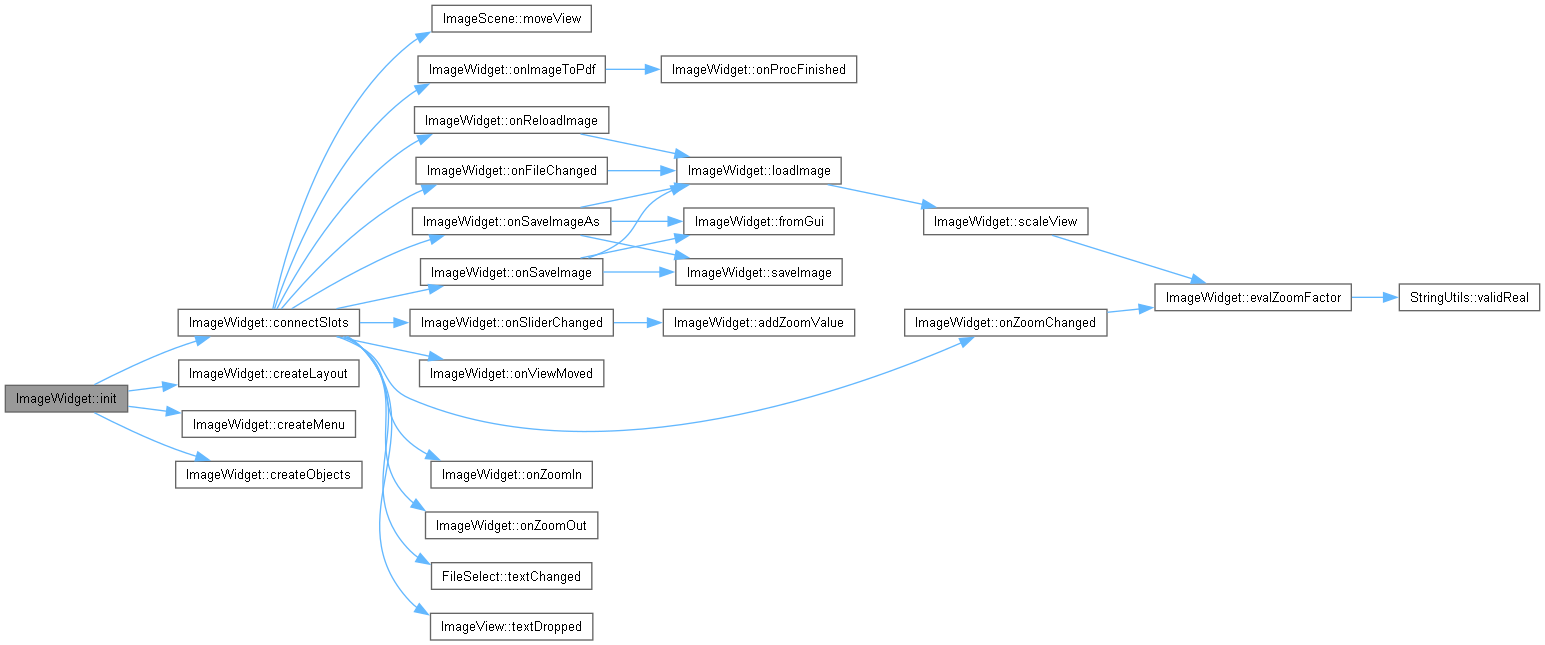 ImageScene::moveView
ImageWidget::onImageToPdf
ImageWidget::onProcFinished
ImageWidget::onReloadImage
ImageWidget::onFileChanged
ImageWidget::loadImage
ImageWidget::onSaveImageAs
ImageWidget::fromGui
ImageWidget::scaleView
ImageWidget::onSaveImage
ImageWidget::saveImage
ImageWidget::evalZoomFactor
StringUtils::validReal
ImageWidget::connectSlots
ImageWidget::onSliderChanged
ImageWidget::addZoomValue
ImageWidget::onZoomChanged
ImageWidget::createLayout
ImageWidget::onViewMoved
ImageWidget::init
ImageWidget::createMenu
ImageWidget::createObjects
ImageWidget::onZoomIn
ImageWidget::onZoomOut
FileSelect::textChanged
ImageView::textDropped